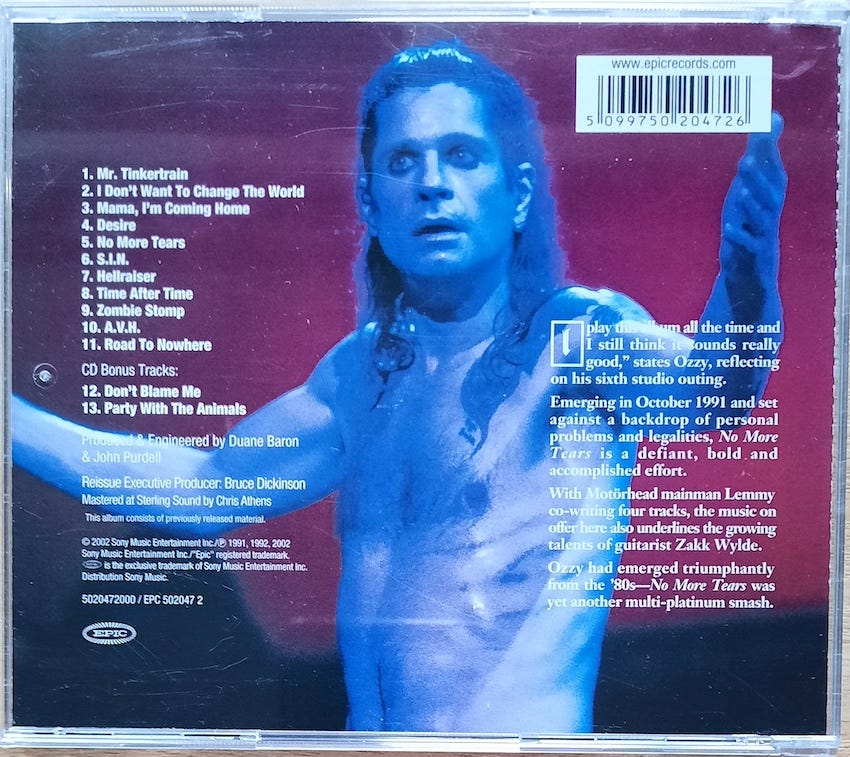 www.epicrecords.com
5 099750 204726
1. Mr. Tinkertrain
2. I Don't Want To Change The World
3. Mama, I'm Coming Home
4. Desire
5. No More Tears
6. S.I.N.
7. Hellraiser
8. Time After Time
9. Zombie Stomp
10. A.V.H.
11. Road To Nowhere
CD Bonus Tracks:
12. Don't Blame Me
13. Party With The Animals
Produced & Engineered by Duane Baron
& John Purdell
Reissue Executive Producer: Bruce Dickinson
Mastered at Sterling Sound by Chris Athens
This album consists of previously released material.
© 2002 Sony Music Entertainment Inc./℗ 1991, 1992, 2002
Sony Music Entertainment Inc./"Epic" registered trademark.
is the exclusive trademark of Sony Music Entertainment Inc.
Distribution Sony Music.
5020472000 / EPC 502047 2
EPIC
I play this album all the time and
I still think it sounds really
good," states Ozzy, reflecting
on his sixth studio outing.
Emerging in October 1991 and set
against a backdrop of personal
problems and legalities, No More
Tears is a defiant, bold and
accomplished effort.
With Motörhead mainman Lemmy
co-writing four tracks, the music on
offer here also underlines the growing
talents of guitarist Zakk Wylde.
Ozzy had emerged triumphantly
from the '80s—No More Tears was
yet another multi-platinum smash.